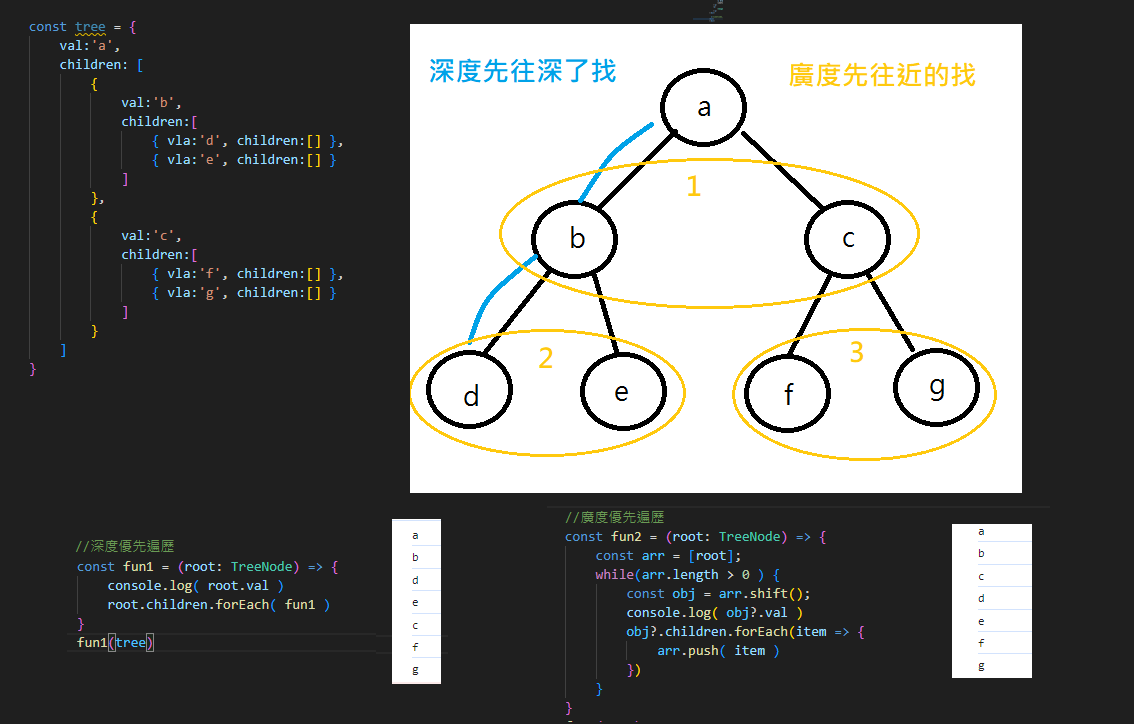 const tree = {
val:'a',
children: [
{
val:'b',
children:[
{ vla:'d', children:[] },
{ vla:'e', children:[] }
]
},
{
val:'c',
children:[
{ vla:'f', children:[] },
{ vla:'g', children:[] }
]
}
]
}
深度先往深了找
廣度先往近的找
a
1
b
c
2
3
d
e
f
g
//深度優先遍歷
const fun1 = (root: TreeNode) => {
console.log( root.val )
root.children.forEach( fun1 )
}
fun1(tree)
a
b
d
e
c
f
g
//廣度優先遍歷
const fun2 = (root: TreeNode) => {
const arr = [root];
while(arr.length > 0 ) {
const obj = arr.shift();
console.log( obj?.val )
obj?.children.forEach(item => {
arr.push( item )
})
}
}
a
b
c
d
e
f
g